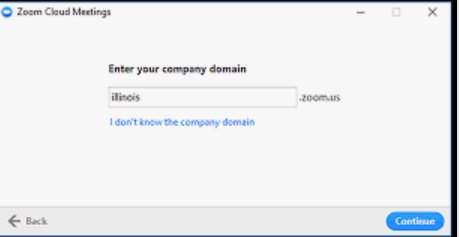 Zoom Cloud Meetings
Enter your company domain
illinois .zoom.us
I don't know the company domain
Back Continue